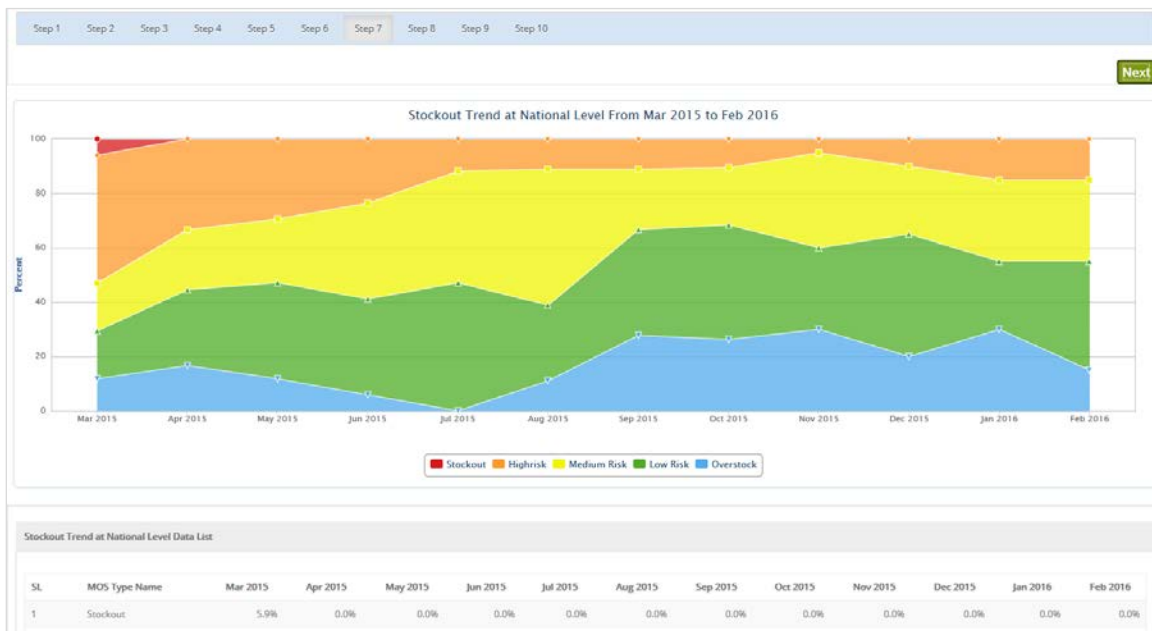 Step 1 Step 2 Step 3 Step 4 Step 5 Step 6 Step 7 Step 8 Step 9 Step 10
Next
Stockout Trend at National Level From Mar 2015 to Feb 2016
100
80
60
40
20
0
Percent
Mar 2015 Apr 2015 May 2015 Jun 2015 Jul 2015 Aug 2015 Sep 2015 Oct 2015 Nov 2015 Dec 2015 Jan 2016 Feb 2016
Stockout Highrisk Medium Risk Low Risk Overstock
Stockout Trend at National Level Data List
SL MOS Type Name Mar 2015 Apr 2015 May 2015 Jun 2015 Jul 2015 Aug 2015 Sep 2015 Oct 2015 Nov 2015 Dec 2015 Jan 2016 Feb 2016
1 Stockout 5.9% 0.0% 0.0% 0.0% 0.0% 0.0% 0.0% 0.0% 0.0% 0.0% 0.0% 0.0%